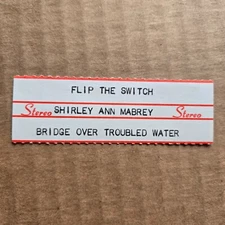 FLIP THE SWITCH
Stereo SHIRLEY ANN MABREY Stereo
BRIDGE OVER TROUBLED WATER